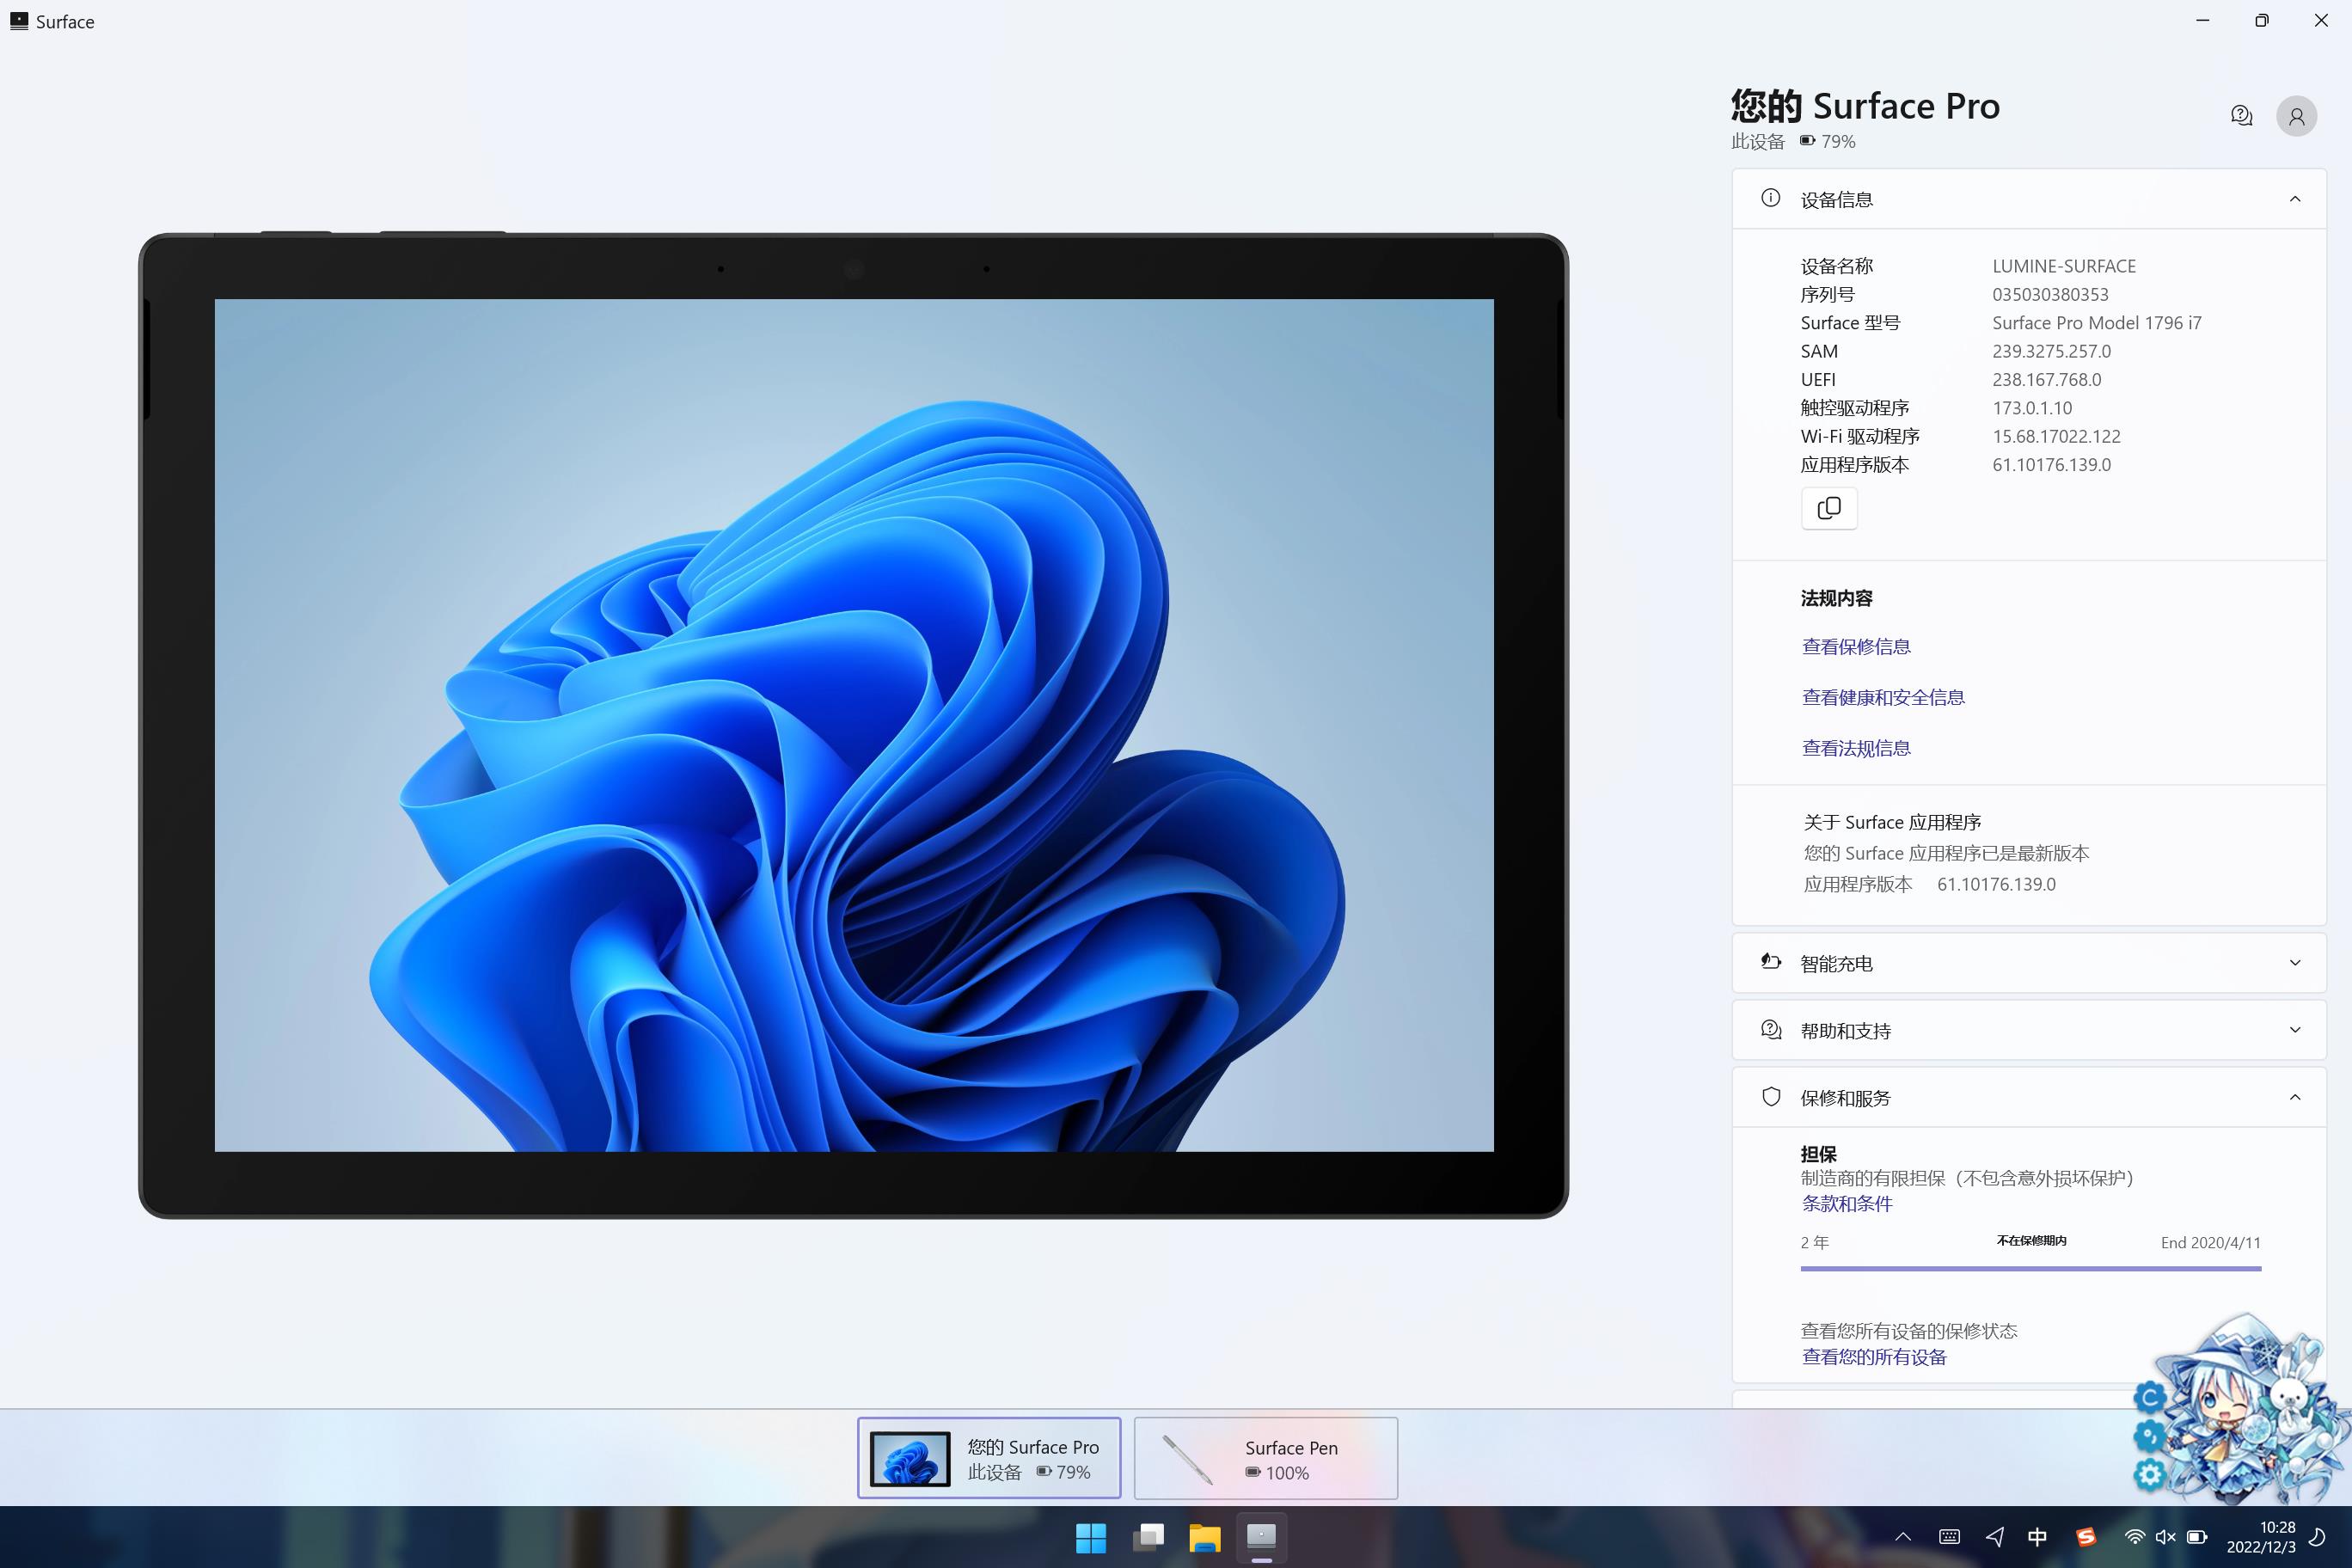 Surface
您的 Surface Pro
此设备 79%
设备信息
设备名称 LUMINE-SURFACE
序列号 035030380353
Surface 型号 Surface Pro Model 1796 i7
SAM 239.3275.257.0
UEFI 238.167.768.0
触控驱动程序 173.0.1.10
Wi-Fi 驱动程序 15.68.17022.122
应用程序版本 61.10176.139.0
法规内容
查看保修信息
查看健康和安全信息
查看法规信息
关于 Surface 应用程序
您的 Surface 应用程序已是最新版本
应用程序版本 61.10176.139.0
智能充电
帮助和支持
保修和服务
担保
制造商的有限担保（不包含意外损坏保护）
条款和条件
2 年 不在保修期内 End 2020/4/11
查看您所有设备的保修状态
查看您的所有设备
您的 Surface Pro
此设备 79%
Surface Pen
100%
中
10:28
2022/12/3